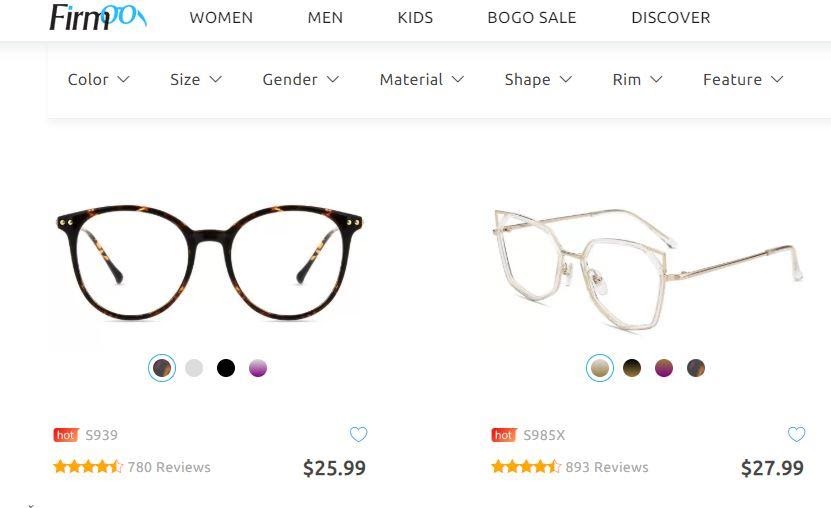 Firmoo WOMEN MEN KIDS BOGO SALE DISCOVER
Color Size Gender Material Shape Rim Feature
hot S939
780 Reviews $25.99
hot S985X
893 Reviews $27.99